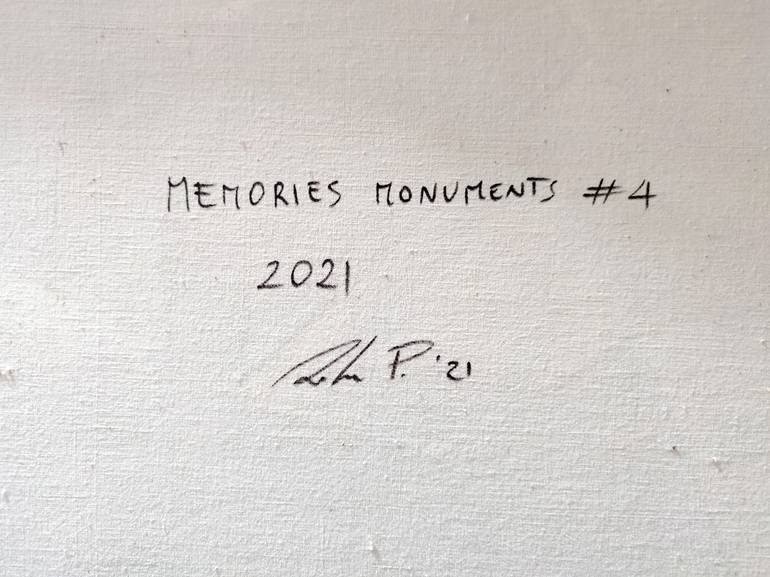 MEMORIES MONUMENTS #4
2021
P. '21